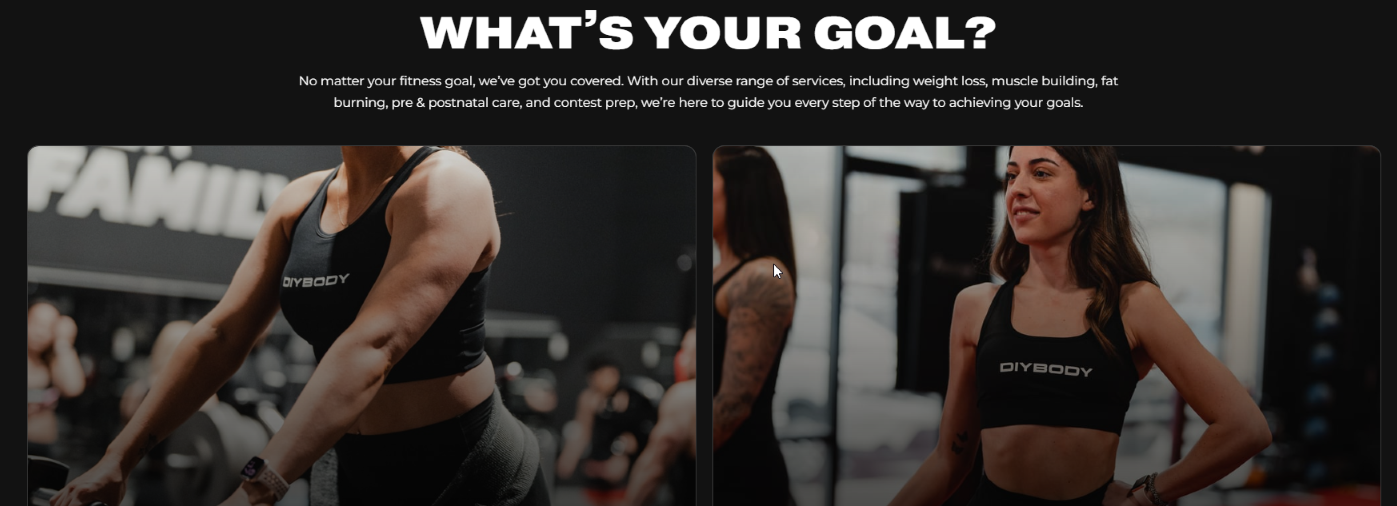 WHAT'S YOUR GOAL?
No matter your fitness goal, we've got you covered. With our diverse range of services, including weight loss, muscle building, fat
burning, pre & postnatal care, and contest prep, we're here to guide you every step of the way to achieving your goals.
FAMILY
DIYBODY
DIYBODY